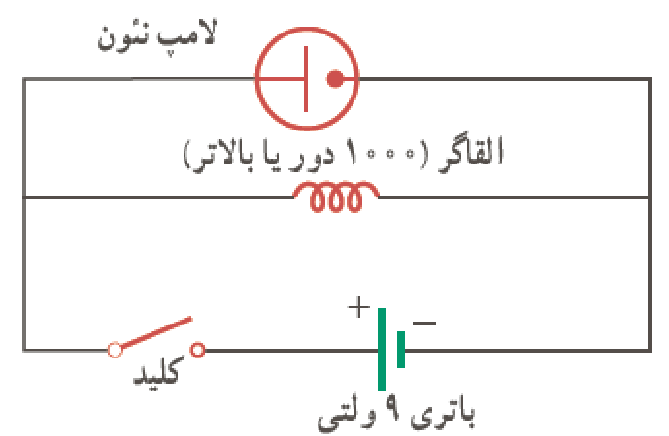 لامپ نئون
القاگر (۱۰۰۰ دور یا بالاتر)
+
−
کلید
باتری ۹ ولتی